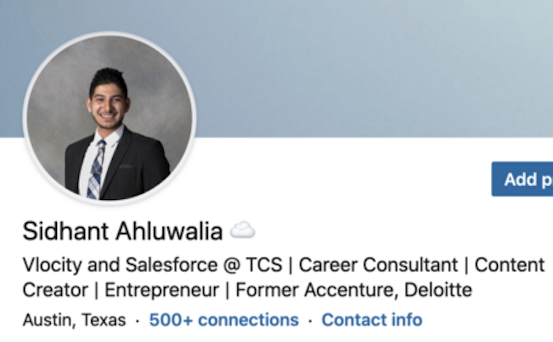 Add p
Sidhant Ahluwalia ☁️
Vlocity and Salesforce @ TCS | Career Consultant | Content
Creator | Entrepreneur | Former Accenture, Deloitte
Austin, Texas · 500+ connections · Contact info